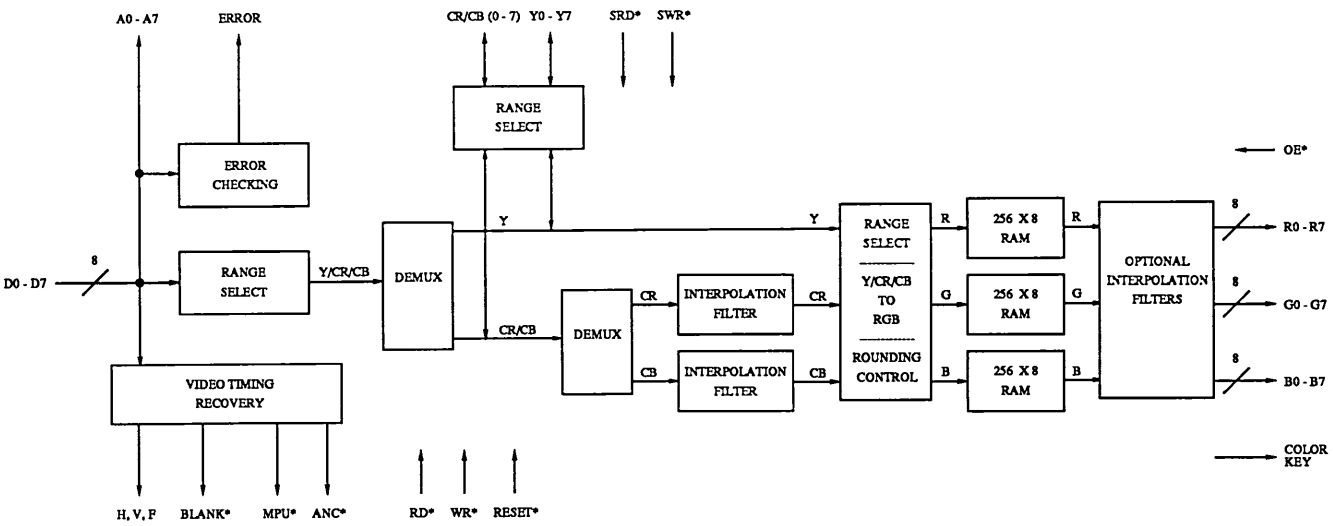 A0 - A7
ERROR
CR/CB (0 - 7)
Y0 - Y7
SRD*
SWR*
RANGE
SELECT
ERROR
CHECKING
OE*
8
D0 - D7
RANGE
SELECT
Y/CR/CB
DEMUX
Y
Y
CR/CB
DEMUX
CR
INTERPOLATION
FILTER
CR
CB
INTERPOLATION
FILTER
CB
RANGE
SELECT
Y/CR/CB
TO
RGB
ROUNDING
CONTROL
R
256 X 8
RAM
R
G
256 X 8
RAM
G
B
256 X 8
RAM
B
OPTIONAL
INTERPOLATION
FILTERS
8
R0 - R7
8
G0 - G7
8
B0 - B7
VIDEO TIMING
RECOVERY
COLOR
KEY
H, V, F
BLANK*
MPU*
ANC*
RD*
WR*
RESET*